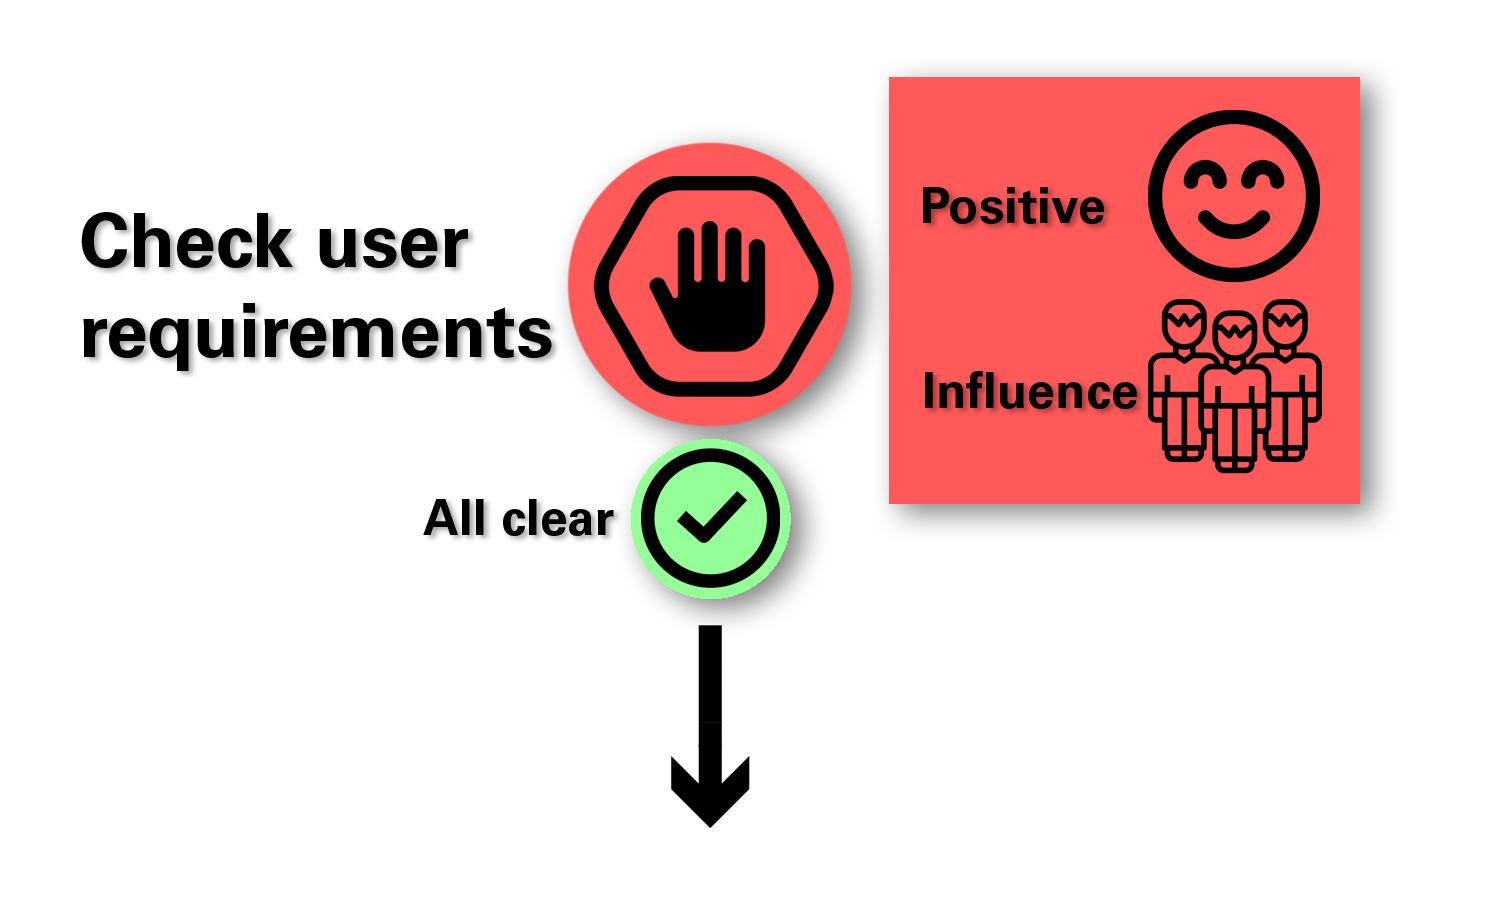 Check user
requirements
All clear
Positive
Influence